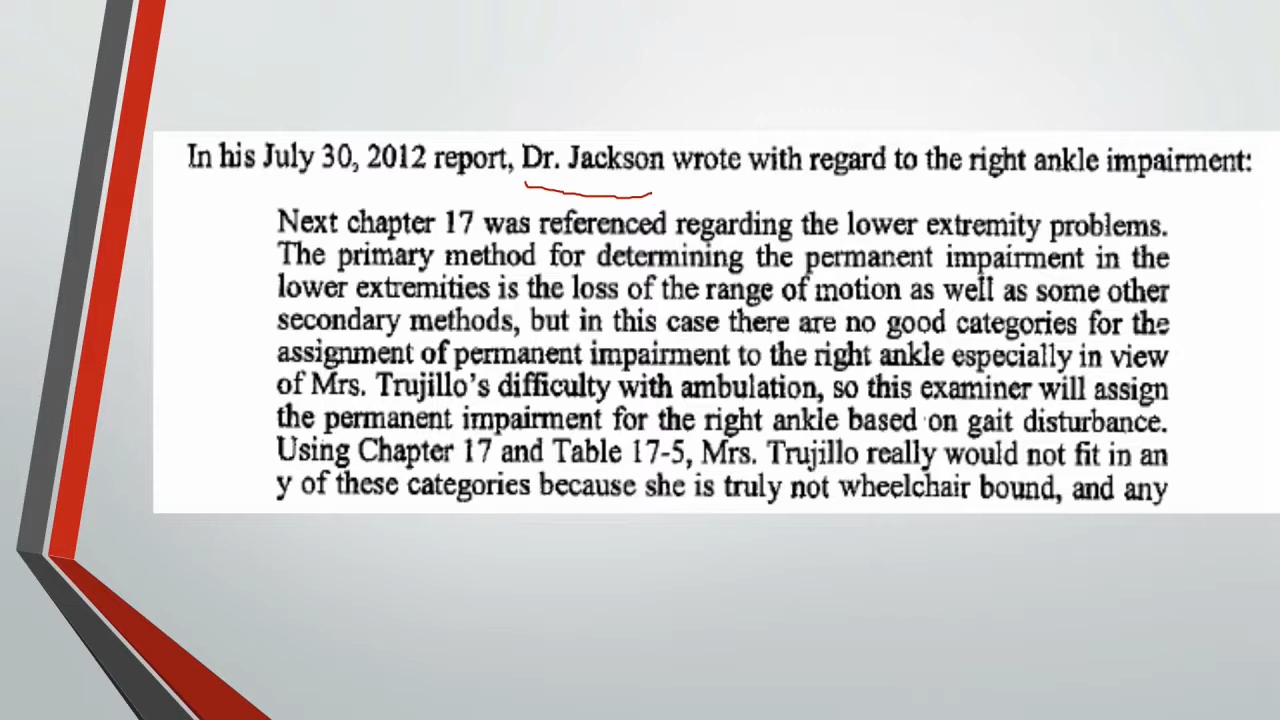 In his July 30, 2012 report, Dr. Jackson wrote with regard to the right ankle impairment:
Next chapter 17 was referenced regarding the lower extremity problems.
The primary method for determining the permanent impairment in the
lower extremities is the loss of the range of motion as well as some other
secondary methods, but in this case there are no good categories for the
assignment of permanent impairment to the right ankle especially in view
of Mrs. Trujillo's difficulty with ambulation, so this examiner will assign
the permanent impairment for the right ankle based on gait disturbance.
Using Chapter 17 and Table 17-5, Mrs. Trujillo really would not fit in an
y of these categories because she is truly not wheelchair bound, and any